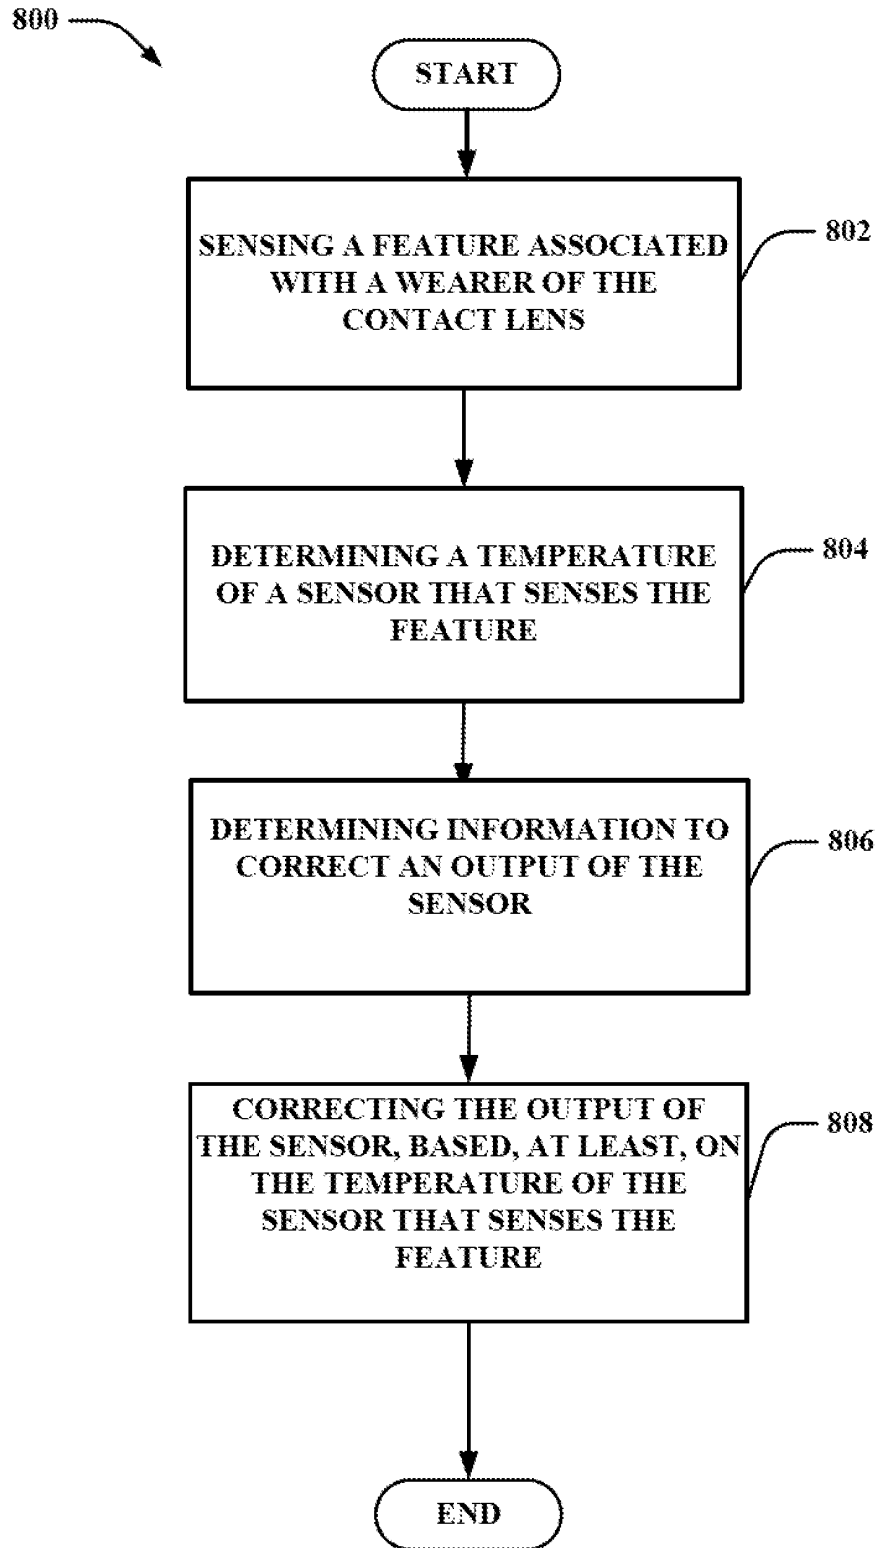 800
START
SENSING A FEATURE ASSOCIATED
WITH A WEARER OF THE
CONTACT LENS
802
DETERMINING A TEMPERATURE
OF A SENSOR THAT SENSES THE
FEATURE
804
DETERMINING INFORMATION TO
CORRECT AN OUTPUT OF THE
SENSOR
806
CORRECTING THE OUTPUT OF
THE SENSOR, BASED, AT LEAST, ON
THE TEMPERATURE OF THE
SENSOR THAT SENSES THE
FEATURE
808
END